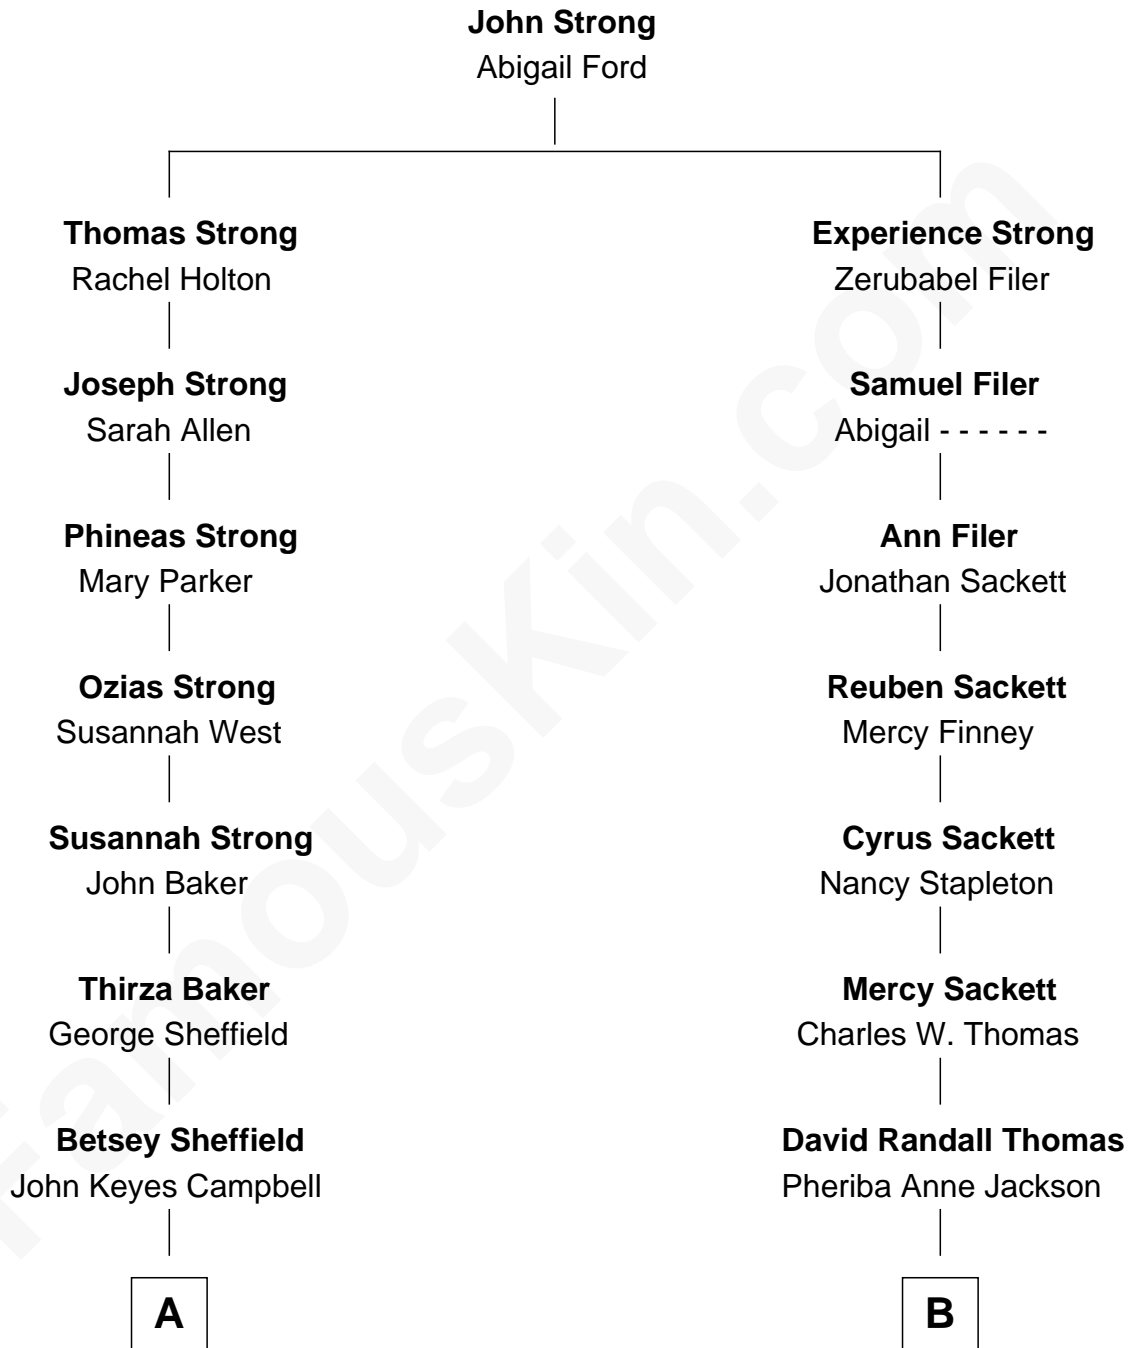 John Strong
Abigail Ford
Thomas Strong
Rachel Holton
Experience Strong
Zerubabel Filer
Joseph Strong
Sarah Allen
Samuel Filer
Abigail - - - - - -
Phineas Strong
Mary Parker
Ann Filer
Jonathan Sackett
Ozias Strong
Susannah West
Reuben Sackett
Mercy Finney
Susannah Strong
John Baker
Cyrus Sackett
Nancy Stapleton
Thirza Baker
George Sheffield
Mercy Sackett
Charles W. Thomas
Betsey Sheffield
John Keyes Campbell
David Randall Thomas
Pheriba Anne Jackson
A
B
FamousKin.com